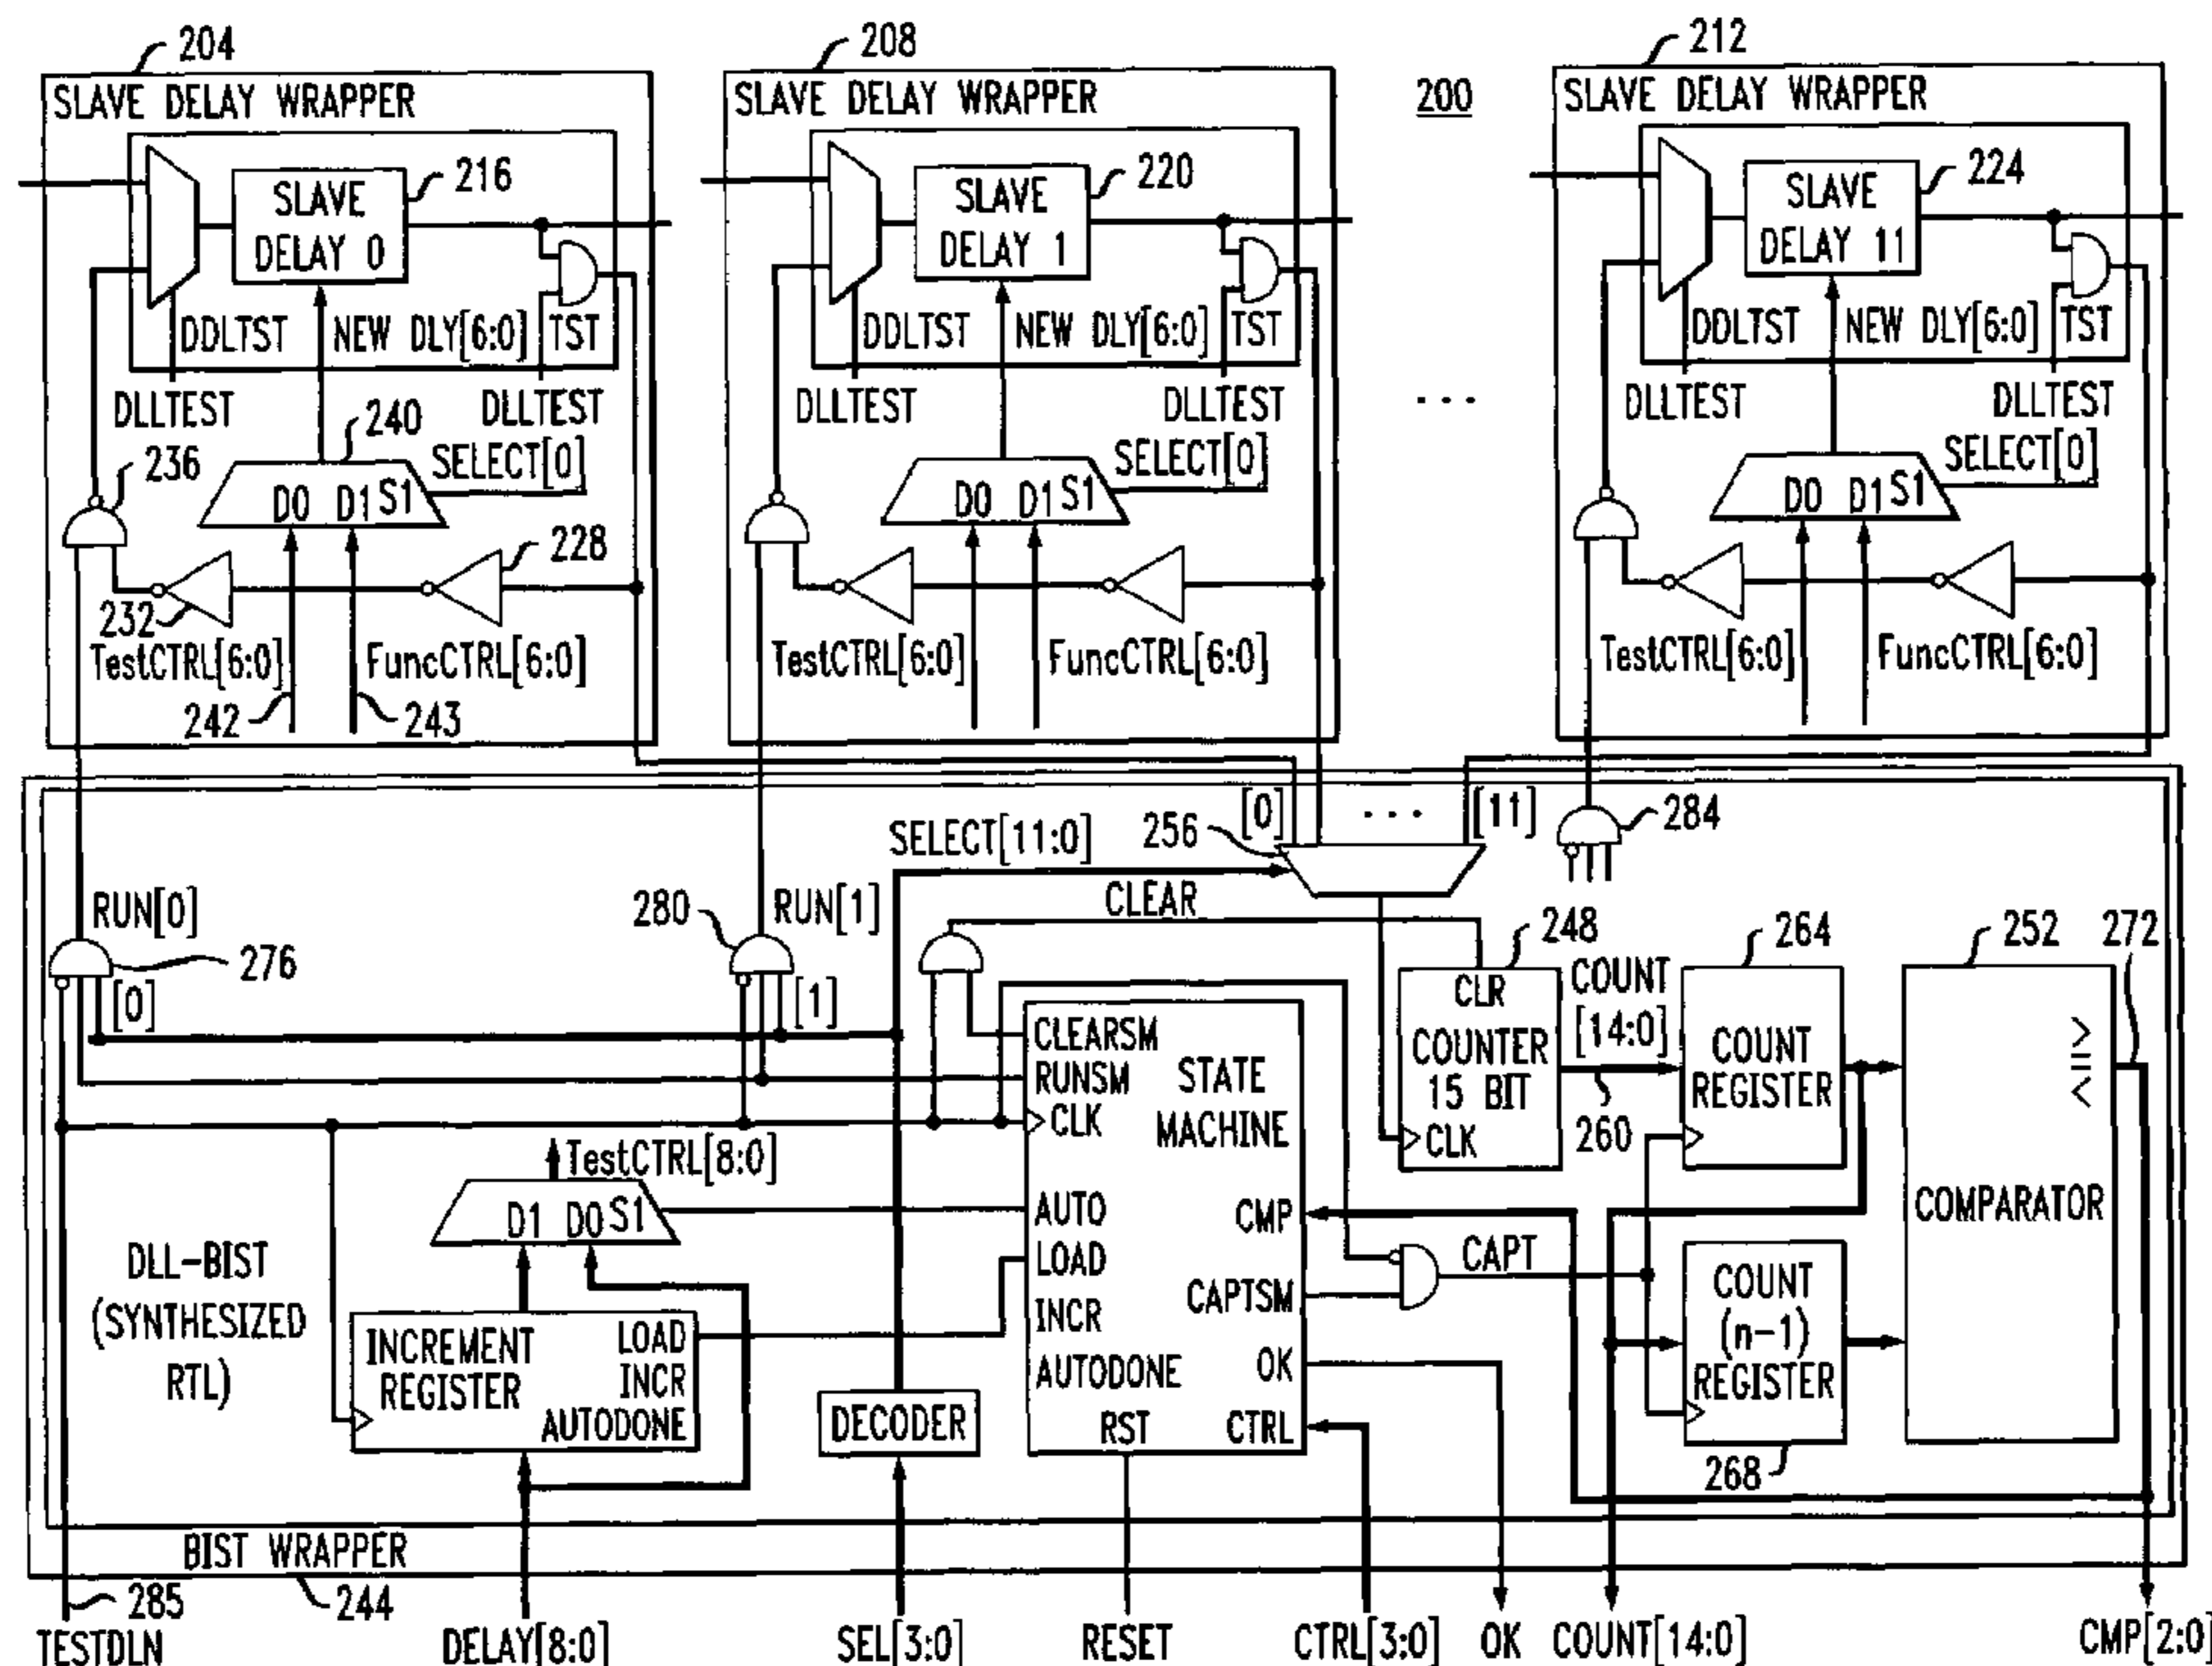 204
SLAVE DELAY WRAPPER
216
SLAVE
DELAY 0
DDLTST
NEW DLY[6:0]
TST
DLLTEST
DLLTEST
240
SELECT[0]
236
D0 D1 S1
228
232
TestCTRL[6:0]
FuncCTRL[6:0]
242
243
208
SLAVE DELAY WRAPPER
220
SLAVE
DELAY 1
DDLTST
NEW DLY[6:0]
TST
DLLTEST
DLLTEST
SELECT[0]
D0 D1 S1
TestCTRL[6:0]
FuncCTRL[6:0]
200
...
212
SLAVE DELAY WRAPPER
224
SLAVE
DELAY 11
DDLTST
NEW DLY[6:0]
TST
DLLTEST
DLLTEST
SELECT[0]
D0 D1 S1
TestCTRL[6:0]
FuncCTRL[6:0]
SELECT[11:0]
256
[0]
...
[11]
284
RUN[0]
276
[0]
280
RUN[1]
[1]
CLEAR
248
CLR
COUNTER
15 BIT
CLK
COUNT
[14:0]
260
264
COUNT
REGISTER
252
COMPARATOR
< = >
272
CLEARSM
RUNSM
CLK
STATE
MACHINE
AUTO
LOAD
INCR
AUTODONE
RST
CMP
CAPTSM
OK
CTRL
CAPT
COUNT
(n-1)
REGISTER
268
TestCTRL[8:0]
D1 D0 S1
DLL-BIST
(SYNTHESIZED
RTL)
INCREMENT
REGISTER
LOAD
INCR
AUTODONE
DECODER
BIST WRAPPER
285
244
TESTDLN
DELAY[8:0]
SEL[3:0]
RESET
CTRL[3:0]
OK
COUNT[14:0]
CMP[2:0]